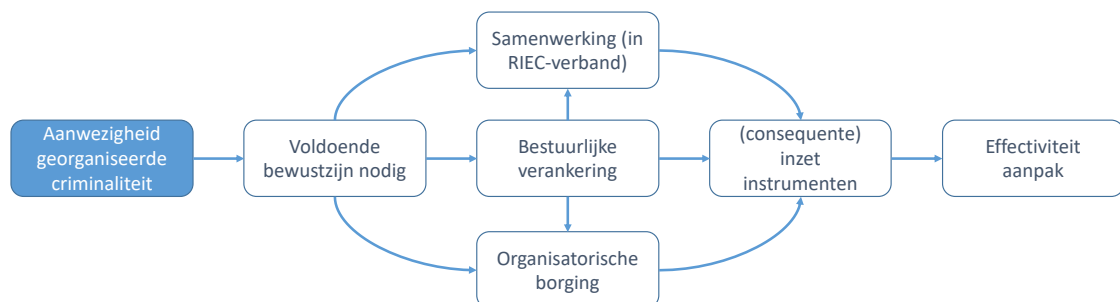 Samenwerking (in
RIEC-verband)
Aanwezigheid
georganiseerde
criminaliteit
Voldoende
bewustzijn nodig
Bestuurlijke
verankering
(consequente)
inzet
instrumenten
Effectiviteit
aanpak
Organisatorische
borging